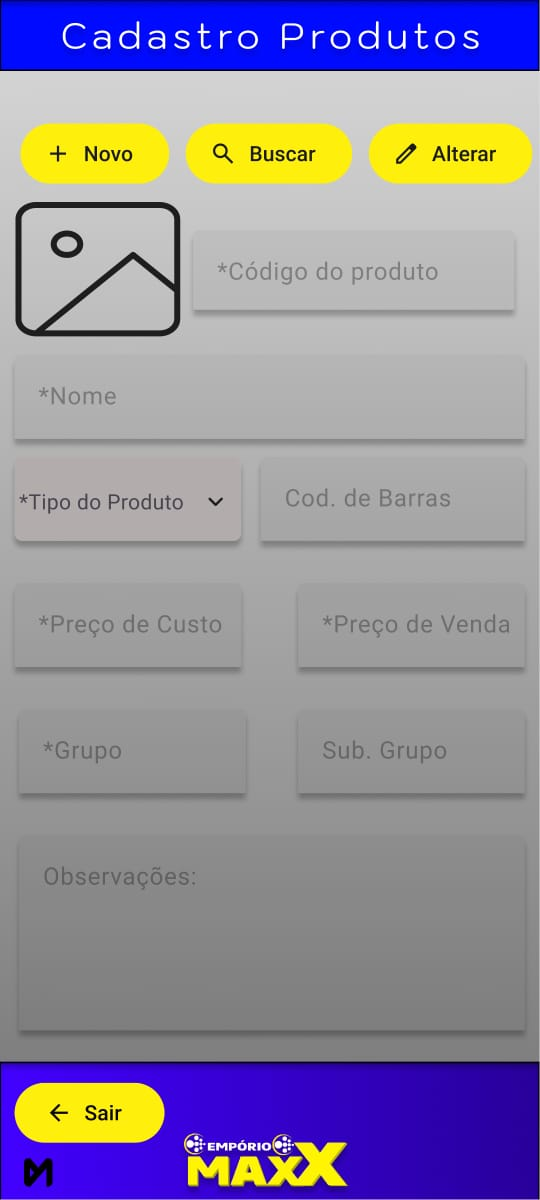 Cadastro Produtos
Novo
Buscar
Alterar
*Código do produto
*Nome
*Tipo do Produto
Cod. de Barras
*Preço de Custo
*Preço de Venda
*Grupo
Sub. Grupo
Observações:
Sair
EMPÓRIO
MAXX